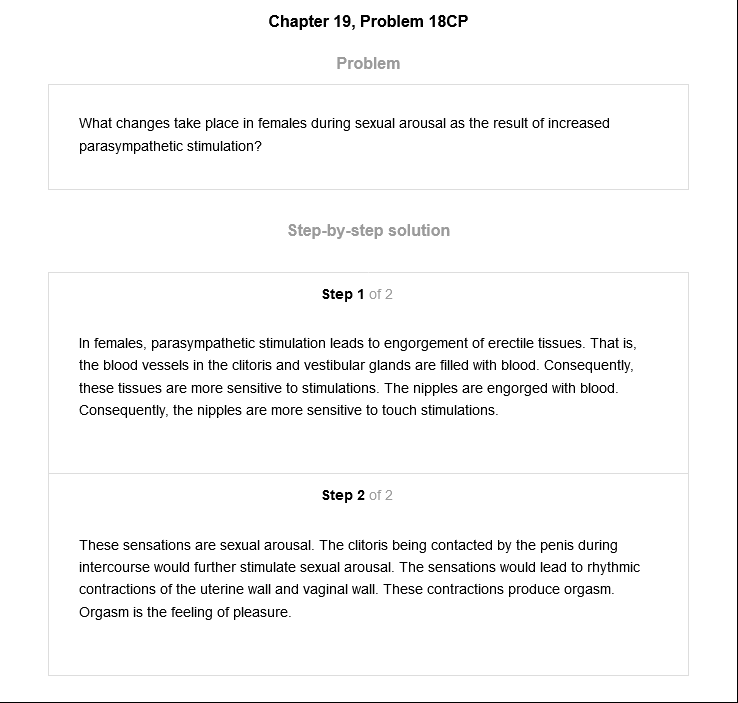 Chapter 19, Problem 18CP
Problem
What changes take place in females during sexual arousal as the result of increased
parasympathetic stimulation?
Step-by-step solution
Step 1 of 2
In females, parasympathetic stimulation leads to engorgement of erectile tissues. That is,
the blood vessels in the clitoris and vestibular glands are filled with blood. Consequently,
these tissues are more sensitive to stimulations. The nipples are engorged with blood.
Consequently, the nipples are more sensitive to touch stimulations.
Step 2 of 2
These sensations are sexual arousal. The clitoris being contacted by the penis during
intercourse would further stimulate sexual arousal. The sensations would lead to rhythmic
contractions of the uterine wall and vaginal wall. These contractions produce orgasm.
Orgasm is the feeling of pleasure.